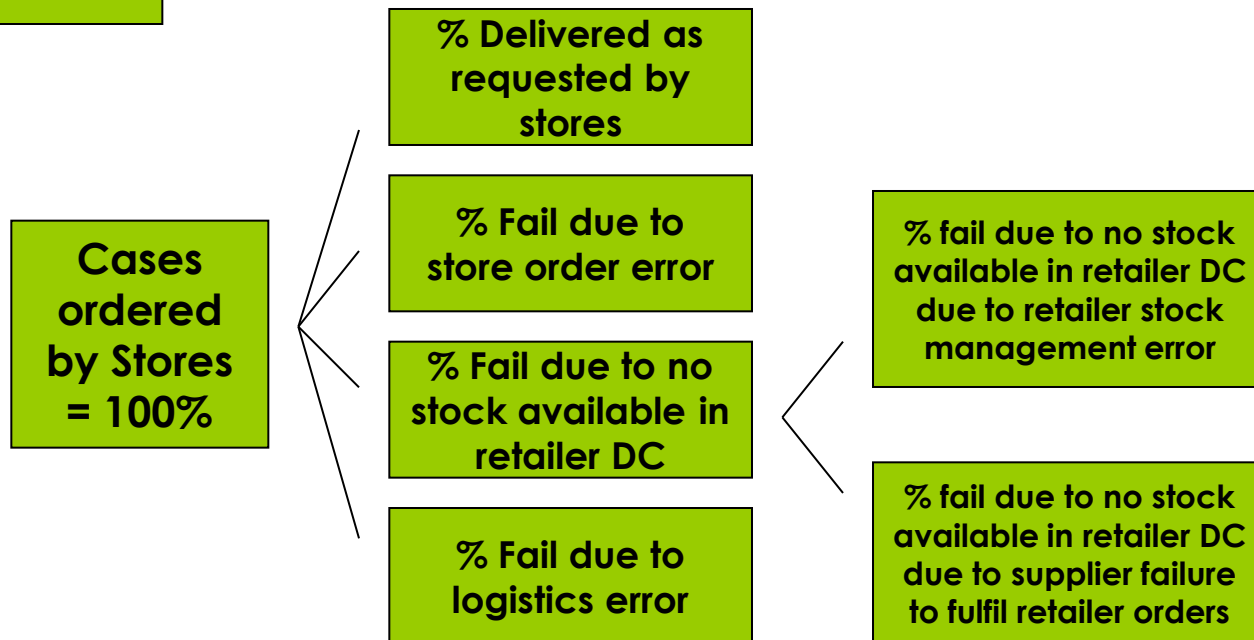 % Delivered as
requested by
stores
% Fail due to
store order error
Cases
ordered
by Stores
= 100%
% Fail due to no
stock available in
retailer DC
% Fail due to
logistics error
% fail due to no stock
available in retailer DC
due to retailer stock
management error
% fail due to no stock
available in retailer DC
due to supplier failure
to fulfil retailer orders